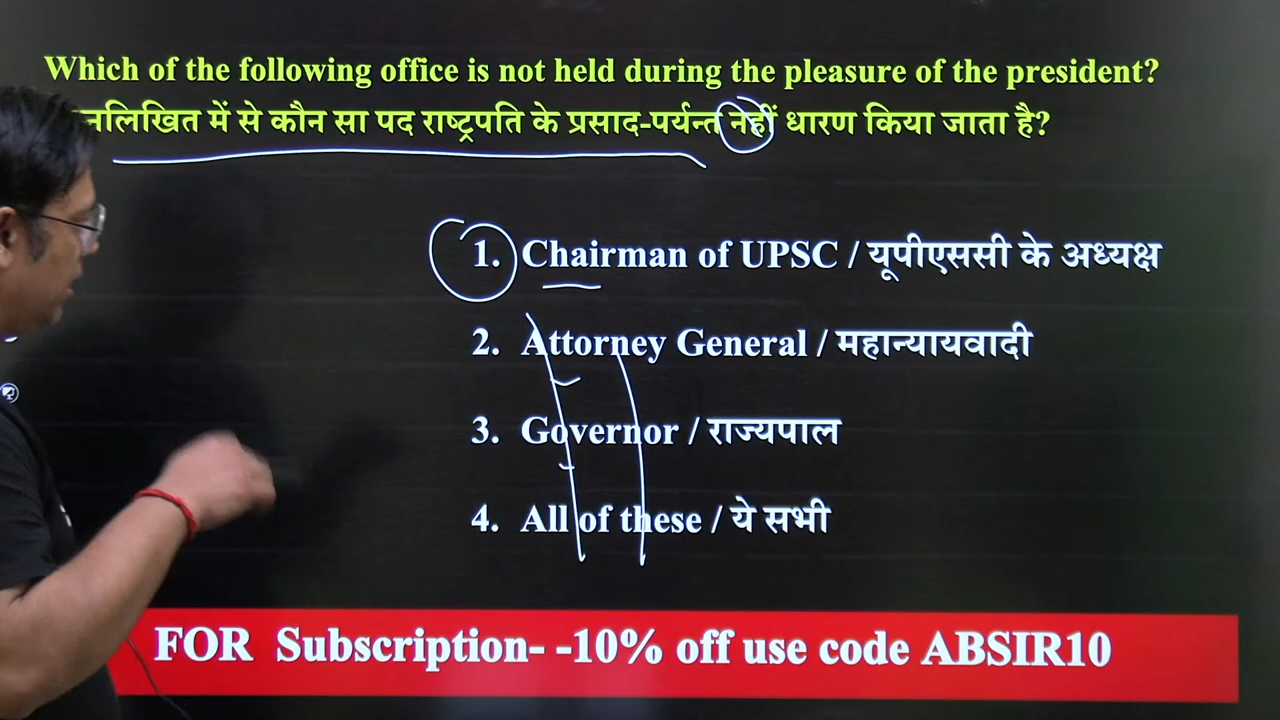 Which of the following office is not held during the pleasure of the president?
में से कौन सा पद राष्ट्रपति के प्रसाद-पर्यन्त नहीं धारण किया जाता है?
1. Chairman of UPSC / यूपीएससी के अध्यक्ष
2. Attorney General / महान्यायवादी
3. Governor / राज्यपाल
4. All of these / ये सभी
FOR Subscription- -10% off use code ABSIR10